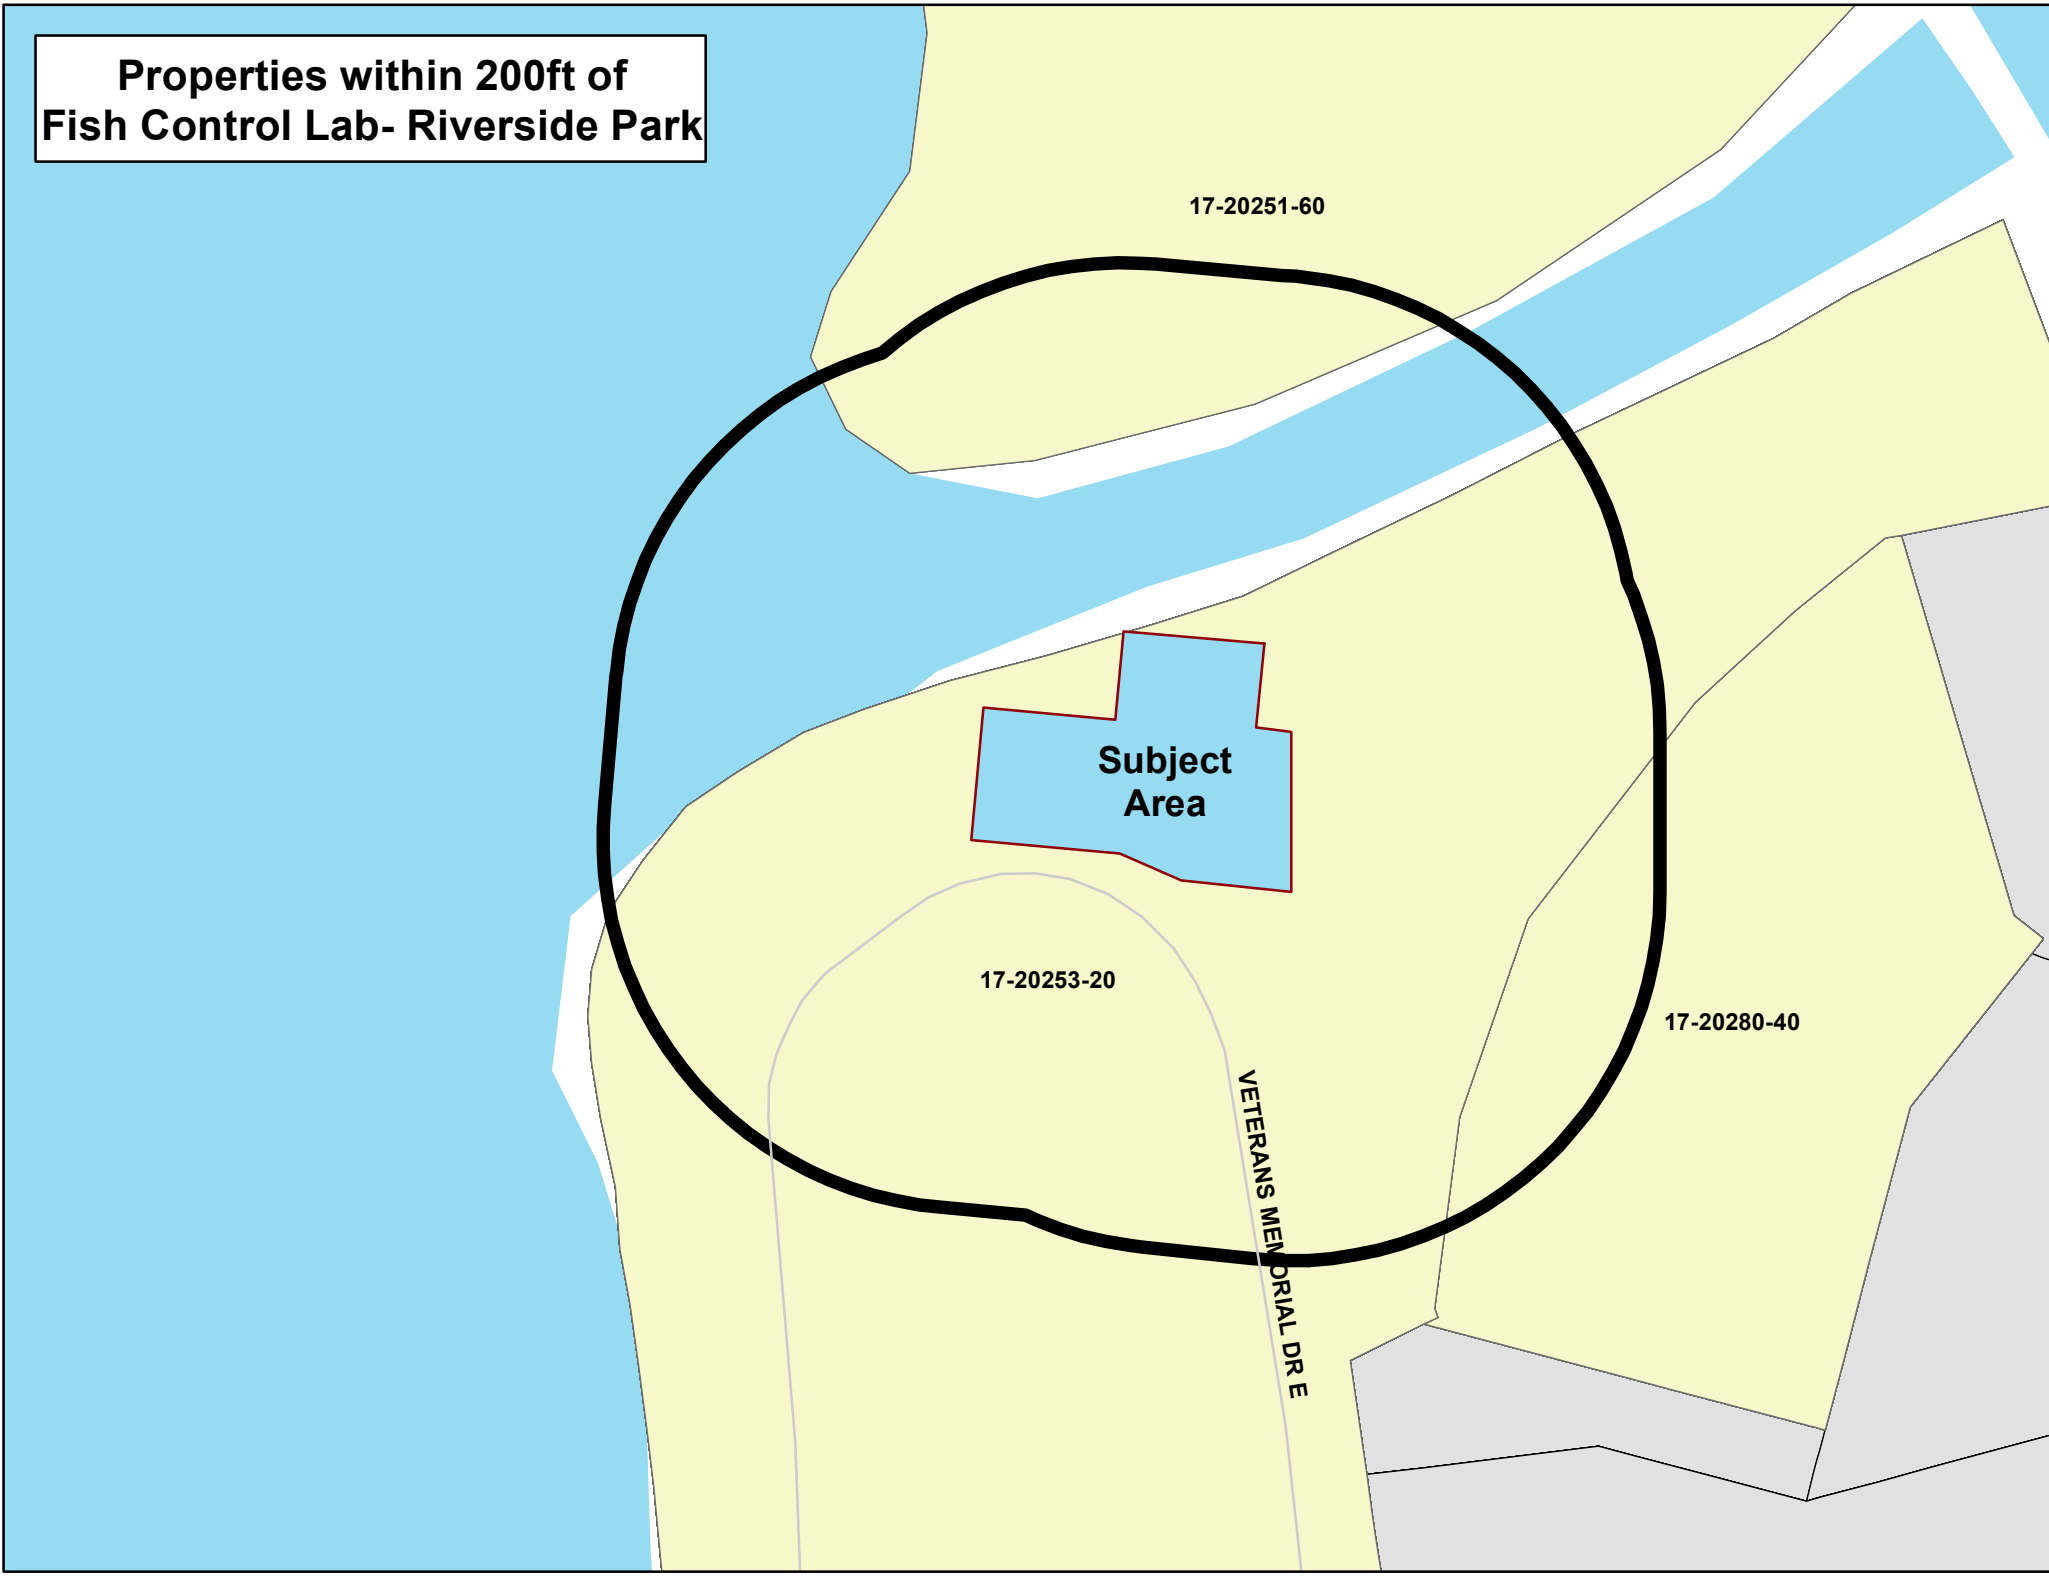 Properties within 200ft of
Fish Control Lab- Riverside Park
17-20251-60
Subject
Area
17-20253-20
17-20280-40
VETERANS MEMORIAL DR E